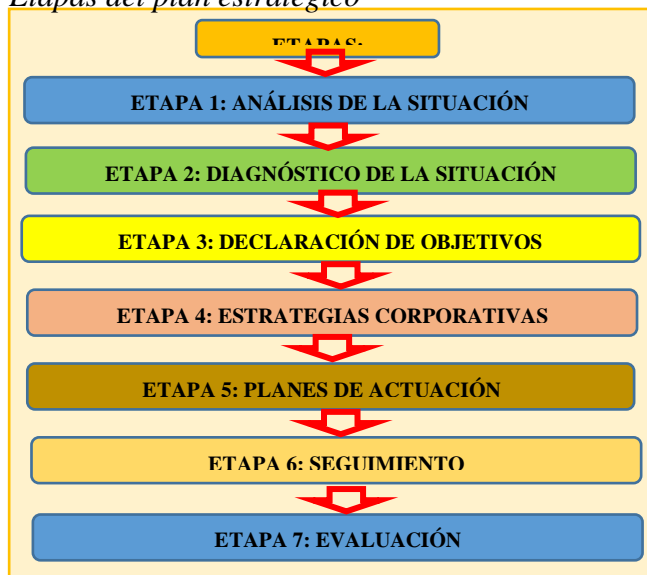 Etapas del plan estratégico
ETAPAS:
ETAPA 1: ANÁLISIS DE LA SITUACIÓN
ETAPA 2: DIAGNÓSTICO DE LA SITUACIÓN
ETAPA 3: DECLARACIÓN DE OBJETIVOS
ETAPA 4: ESTRATEGIAS CORPORATIVAS
ETAPA 5: PLANES DE ACTUACIÓN
ETAPA 6: SEGUIMIENTO
ETAPA 7: EVALUACIÓN